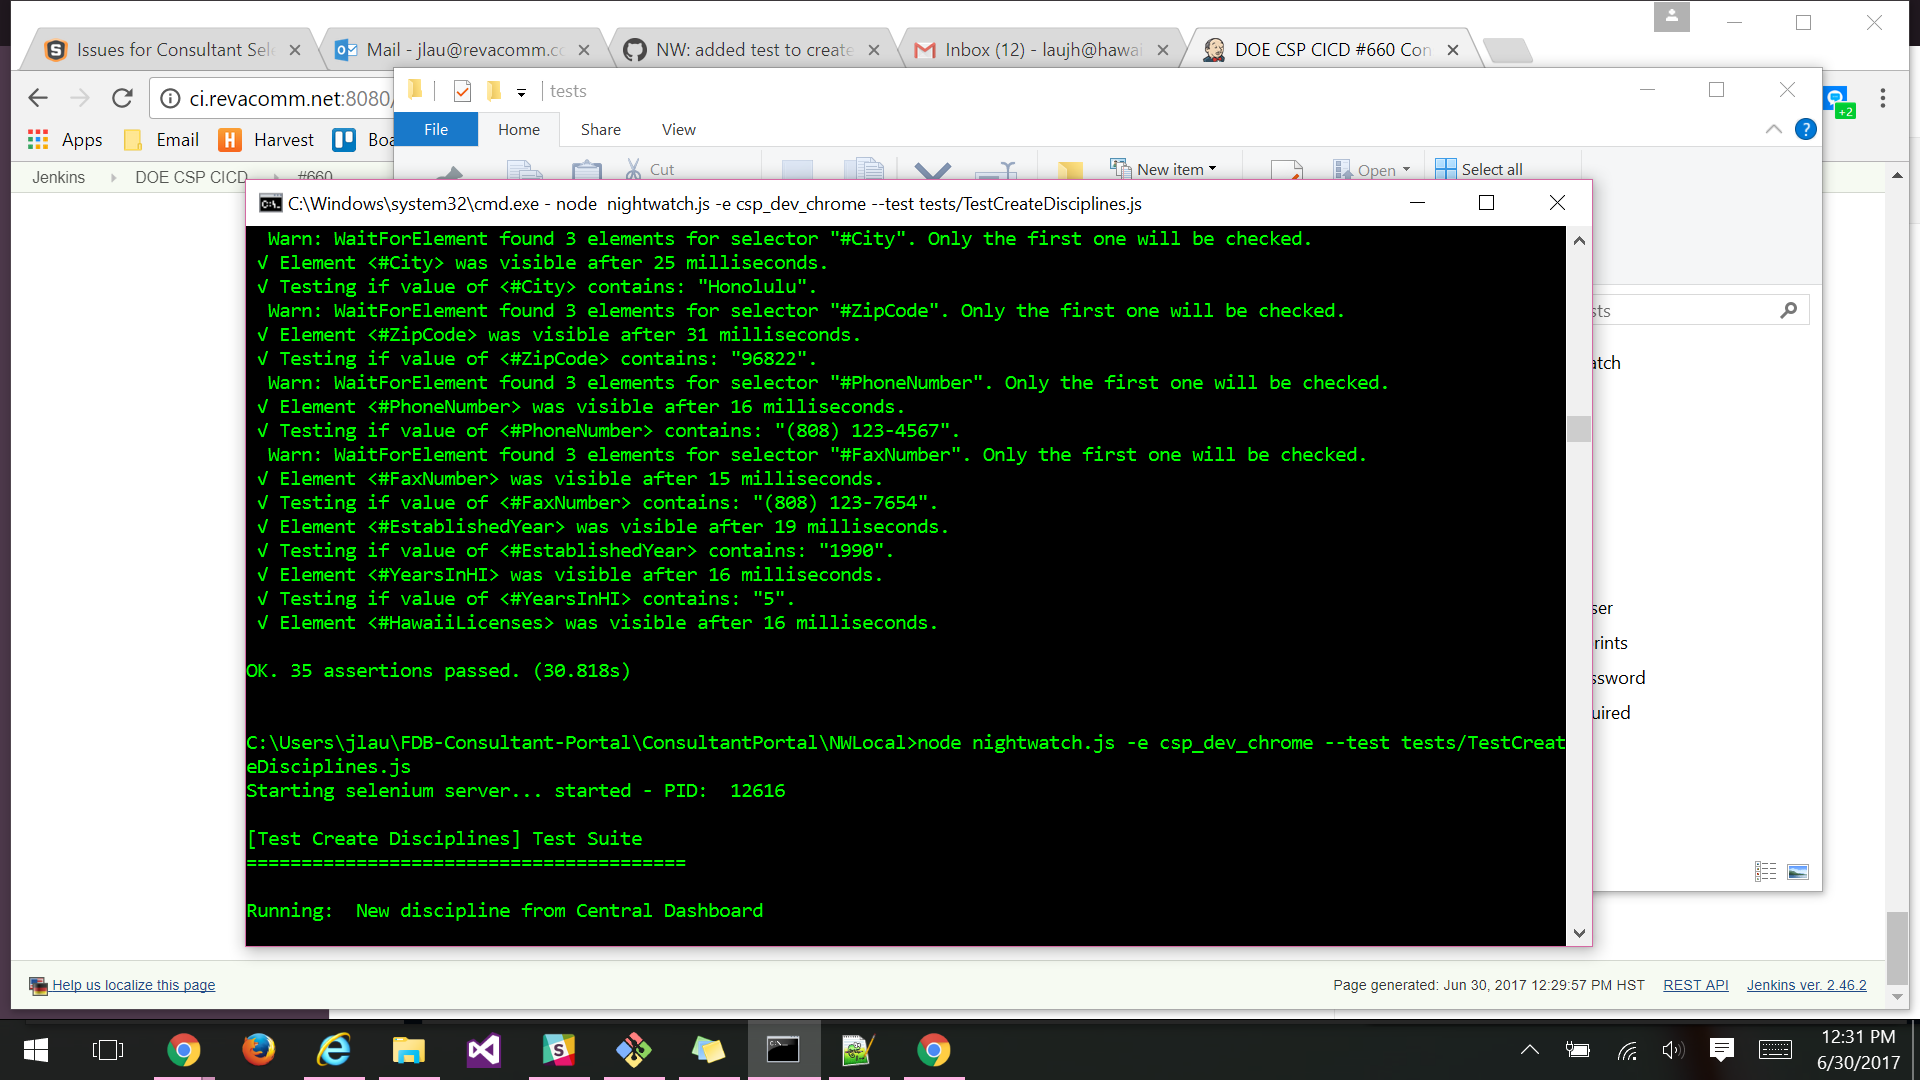 Issues for Consultant Sel
Mail - jlau@revacomm.c
NW: added test to create
Inbox (12) - laujh@hawai
DOE CSP CICD #660 Con
ci.revacomm.net:8080/
tests
+2
File Home Share View
Apps Email Harvest Boa
Cut New item Open Select all
Jenkins DOE CSP CICD #660
C:\Windows\system32\cmd.exe - node  nightwatch.js -e csp_dev_chrome --test tests/TestCreateDisciplines.js
Warn: WaitForElement found 3 elements for selector "#City". Only the first one will be checked.
√ Element <#City> was visible after 25 milliseconds.
√ Testing if value of <#City> contains: "Honolulu".
Warn: WaitForElement found 3 elements for selector "#ZipCode". Only the first one will be checked.
√ Element <#ZipCode> was visible after 31 milliseconds.
√ Testing if value of <#ZipCode> contains: "96822".
Warn: WaitForElement found 3 elements for selector "#PhoneNumber". Only the first one will be checked.
√ Element <#PhoneNumber> was visible after 16 milliseconds.
√ Testing if value of <#PhoneNumber> contains: "(808) 123-4567".
Warn: WaitForElement found 3 elements for selector "#FaxNumber". Only the first one will be checked.
√ Element <#FaxNumber> was visible after 15 milliseconds.
√ Testing if value of <#FaxNumber> contains: "(808) 123-7654".
√ Element <#EstablishedYear> was visible after 19 milliseconds.
√ Testing if value of <#EstablishedYear> contains: "1990".
√ Element <#YearsInHI> was visible after 16 milliseconds.
√ Testing if value of <#YearsInHI> contains: "5".
√ Element <#HawaiiLicenses> was visible after 16 milliseconds.
OK. 35 assertions passed. (30.818s)
C:\Users\jlau\FDB-Consultant-Portal\ConsultantPortal\NWLocal>node nightwatch.js -e csp_dev_chrome --test tests/TestCreat
eDisciplines.js
Starting selenium server... started - PID:  12616
[Test Create Disciplines] Test Suite
========================================
Running:  New discipline from Central Dashboard
sts
atch
ser
rints
ssword
uired
Help us localize this page
Page generated: Jun 30, 2017 12:29:57 PM HST REST API Jenkins ver. 2.46.2
12:31 PM
6/30/2017